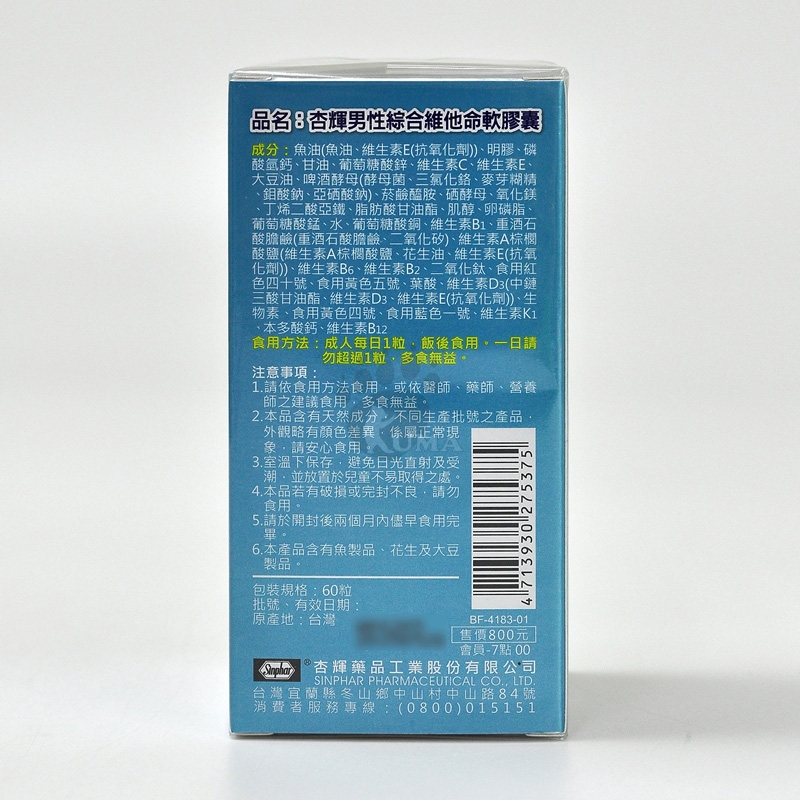 品名：杏輝男性綜合維他命軟膠囊
成分：魚油(魚油、維生素E(抗氧化劑))、明膠、磷
酸氫鈣、甘油、葡萄糖酸鋅、維生素C、維生素E、
大豆油、啤酒酵母(酵母菌、三氯化鉻、麥芽糊精
、鉬酸鈉、亞硒酸鈉)、菸鹼醯胺、硒酵母、氧化鎂
、丁烯二酸亞鐵、脂肪酸甘油酯、肌醇、卵磷脂、
葡萄糖酸錳、水、葡萄糖酸銅、維生素B1、重酒石
酸膽鹼(重酒石酸膽鹼、二氧化矽)、維生素A棕櫚
酸鹽(維生素A棕櫚酸鹽、花生油、維生素E(抗氧
化劑))、維生素B6、維生素B2、二氧化鈦、食用紅
色四十號、食用黃色五號、葉酸、維生素D3(中鏈
三酸甘油酯、維生素D3、維生素E(抗氧化劑))、生
物素、食用黃色四號、食用藍色一號、維生素K1
、本多酸鈣、維生素B12
食用方法：成人每日1粒，飯後食用。一日請
勿超過1粒，多食無益。
注意事項：
1.請依食用方法食用，或依醫師、藥師、營養
師之建議食用，多食無益。
2.本品含有天然成分，不同生產批號之產品，
外觀略有顏色差異，係屬正常現
象，請安心食用。
KUMA
3.室溫下保存，避免日光直射及受
潮，並放置於兒童不易取得之處。
4.本品若有破損或完封不良，請勿
食用。
5.請於開封後兩個月內儘早食用完
畢。
6.本產品含有魚製品、花生及大豆
製品。
4 713930 275375
包裝規格：60粒
批號、有效日期：
原產地：台灣
BF-4183-01
售價800元
會員-7點00
Sinphar ® 杏輝藥品工業股份有限公司
SINPHAR PHARMACEUTICAL CO., LTD.
台灣宜蘭縣冬山鄉中山村中山路84號
消費者服務專線：(0800)015151